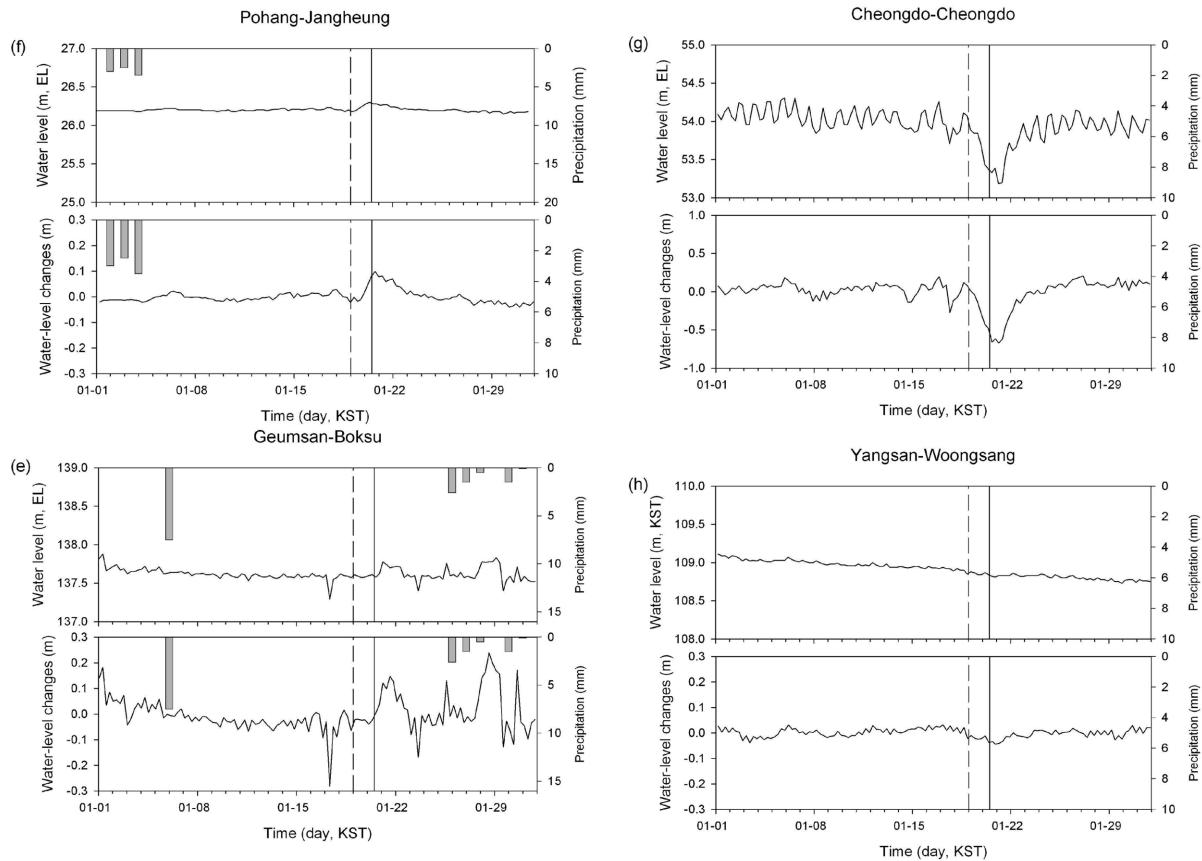 Pohang-Jangheung
(f)
27.0
26.5
26.0
25.5
25.0
Water level (m, EL)
0
5
10
15
20
Precipitation (mm)
0.3
0.2
0.1
0.0
-0.1
-0.2
-0.3
Water-level changes (m)
0
2
4
6
8
10
Precipitation (mm)
01-01 01-08 01-15 01-22 01-29
Time (day, KST)
Cheongdo-Cheongdo
(g)
55.0
54.5
54.0
53.5
53.0
Water level (m, EL)
0
2
4
6
8
10
Precipitation (mm)
1.0
0.5
0.0
-0.5
-1.0
Water-level changes (m)
0
2
4
6
8
10
Precipitation (mm)
01-01 01-08 01-15 01-22 01-29
Time (day, KST)
Geumsan-Boksu
(e)
139.0
138.5
138.0
137.5
137.0
Water level (m, EL)
0
5
10
15
Precipitation (mm)
0.3
0.2
0.1
0.0
-0.1
-0.2
-0.3
Water-level changes (m)
0
5
10
15
Precipitation (mm)
01-01 01-08 01-15 01-22 01-29
Time (day, KST)
Yangsan-Woongsang
(h)
110.0
109.5
109.0
108.5
108.0
Water level (m, KST)
0
2
4
6
8
10
Precipitation (mm)
0.3
0.2
0.1
0.0
-0.1
-0.2
-0.3
Water-level changes (m)
0
2
4
6
8
10
Precipitation (mm)
01-01 01-08 01-15 01-22 01-29
Time (day, KST)